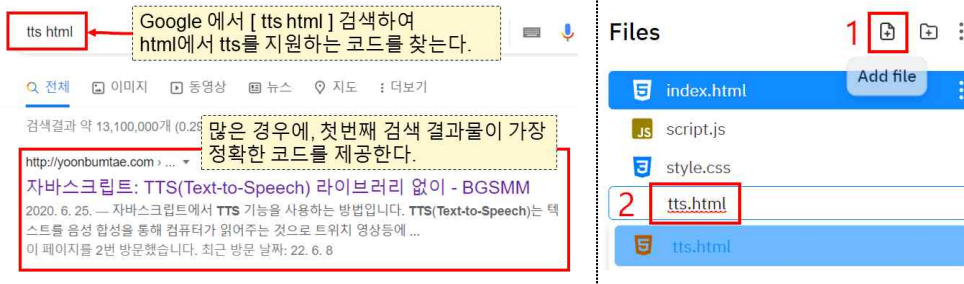 tts html
Google 에서 [ tts html ] 검색하여
html에서 tts를 지원하는 코드를 찾는다.
전체 이미지 동영상 뉴스 지도 더보기
검색결과 약 13,100,000개 (0.29
많은 경우에, 첫번째 검색 결과물이 가장
정확한 코드를 제공한다.
http://yoonbumtae.com › ...
자바스크립트: TTS(Text-to-Speech) 라이브러리 없이 - BGSMM
2020. 6. 25. — 자바스크립트에서 TTS 기능을 사용하는 방법입니다. TTS(Text-to-Speech)는 텍
스트를 음성 합성을 통해 컴퓨터가 읽어주는 것으로 트위치 영상등에 ...
이 페이지를 2번 방문했습니다. 최근 방문 날짜: 22. 6. 8
Files
1
Add file
index.html
JS script.js
style.css
2 tts.html
tts.html